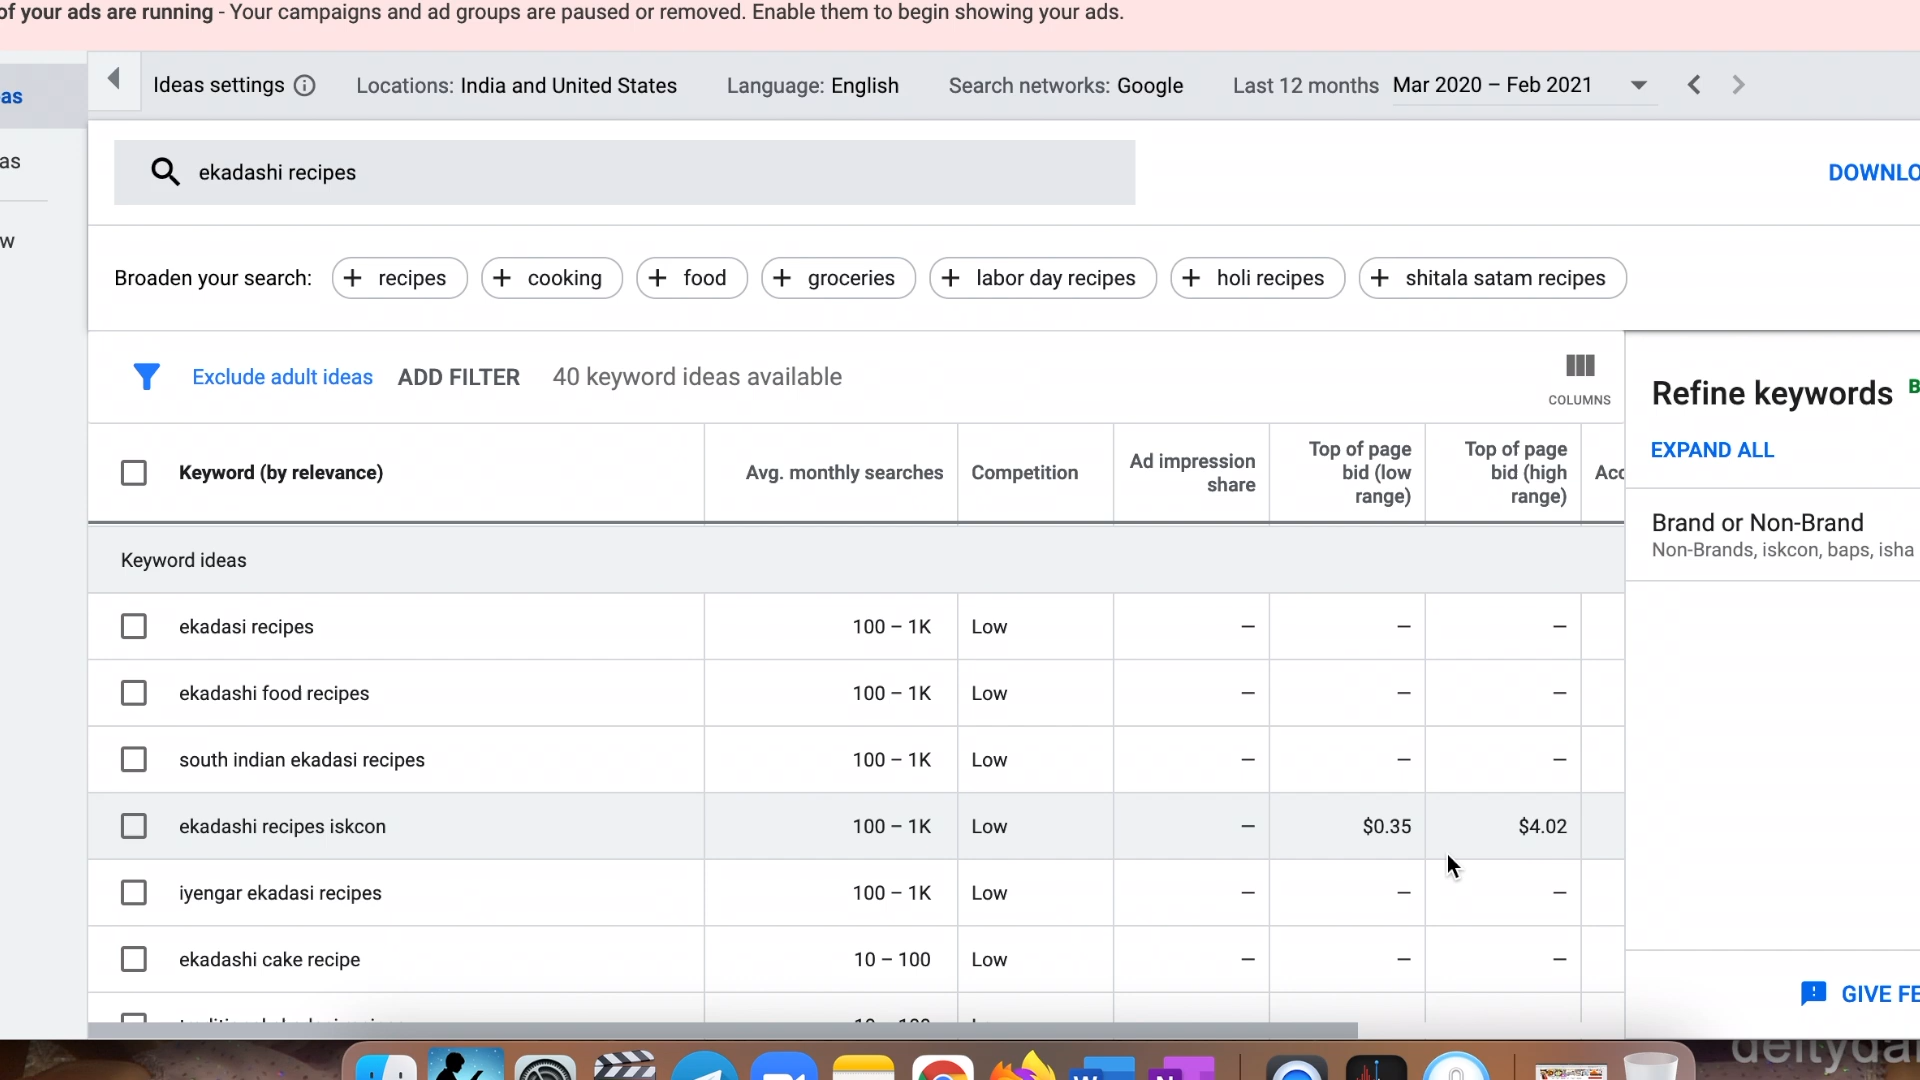 of your ads are running - Your campaigns and ad groups are paused or removed. Enable them to begin showing your ads.
eas
Ideas settings Locations: India and United States Language: English Search networks: Google Last 12 months Mar 2020 – Feb 2021
as
w
ekadashi recipes
DOWNLO
Broaden your search: + recipes + cooking + food + groceries + labor day recipes + holi recipes + shitala satam recipes
Exclude adult ideas ADD FILTER 40 keyword ideas available
COLUMNS
Keyword (by relevance) Avg. monthly searches Competition Ad impression share Top of page bid (low range) Top of page bid (high range) Acc
Keyword ideas
ekadasi recipes 100 – 1K Low – – –
ekadashi food recipes 100 – 1K Low – – –
south indian ekadasi recipes 100 – 1K Low – – –
ekadashi recipes iskcon 100 – 1K Low – $0.35 $4.02
iyengar ekadasi recipes 100 – 1K Low – – –
ekadashi cake recipe 10 – 100 Low – – –
Refine keywords B
EXPAND ALL
Brand or Non-Brand
Non-Brands, iskcon, baps, isha
GIVE FE
deityda